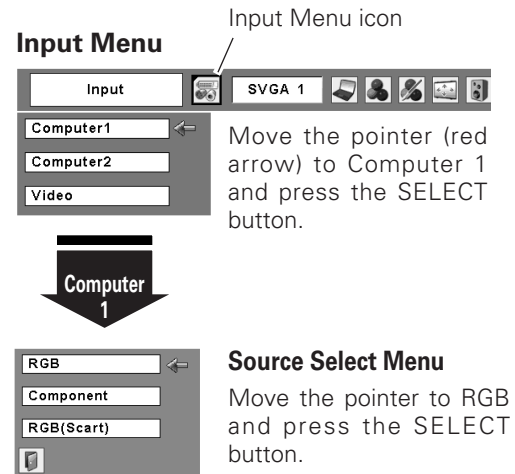 Input Menu icon
Input Menu
Input
SVGA 1
Computer1
Computer2
Video
Move the pointer (red
arrow) to Computer 1
and press the SELECT
button.
Computer
1
RGB
Component
RGB(Scart)
Source Select Menu
Move the pointer to RGB
and press the SELECT
button.